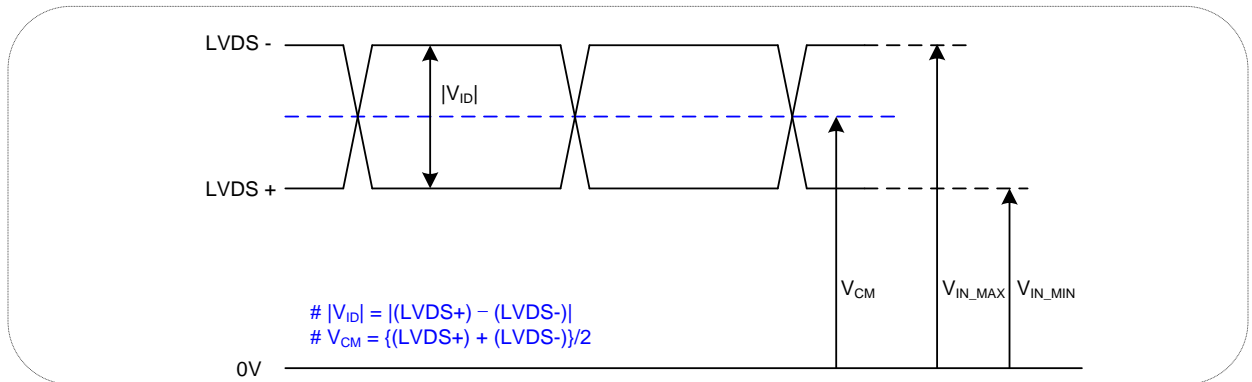 LVDS -
|VID|
LVDS +
VCM
VIN_MAX
VIN_MIN
# |VID| = |(LVDS+) − (LVDS-)|
# VCM = {(LVDS+) + (LVDS-)}/2
0V